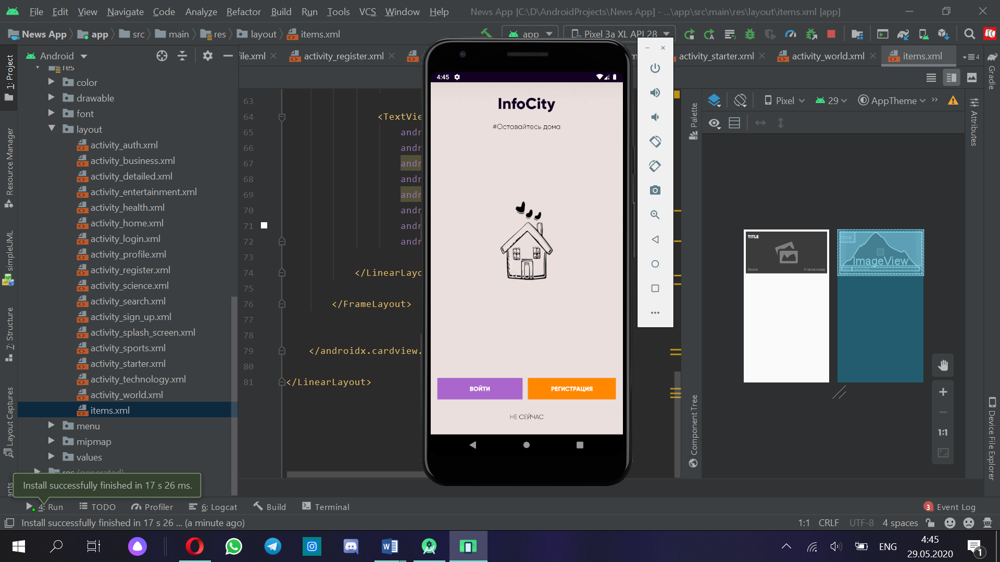 File Edit View Navigate Code Analyze Refactor Build Run Tools VCS Window Help News App [C:\D\AndroidProjects\News App] - ...\app\src\main\res\layout\items.xml [app]
News App app src main res layout items.xml app Pixel 3a XL API 28
1: Project
Resource Manager
simpleUML
7: Structure
Layout Captures
Android
res
color
drawable
font
layout
activity_auth.xml
activity_business.xml
activity_detailed.xml
activity_entertainment.xml
activity_health.xml
activity_home.xml
activity_login.xml
activity_profile.xml
activity_register.xml
activity_science.xml
activity_search.xml
activity_sign_up.xml
activity_splash_screen.xml
activity_sports.xml
activity_starter.xml
activity_technology.xml
activity_world.xml
items.xml
menu
mipmap
values
res (generated)
file.xml activity_register.xml activity_starter.xml activity_world.xml items.xml 4
63
64 <TextVie
65 andr
66 andr
67 andr
68 andr
69 andr
70 andr
71 andr
72 andr
73
74 </LinearLayo
75
76 </FrameLayout>
77
78
79 </androidx.cardview.
80
81 </LinearLayout>
4:45
InfoCity
#Оставайтесь дома
ВОЙТИ РЕГИСТРАЦИЯ
НЕ СЕЙЧАС
Palette
Component Tree
Pixel 29 AppTheme
TITLE
Source 5 часов назад
TITLE
ImageView
1:1
Gradle
Attributes
Device File Explorer
Install successfully finished in 17 s 26 ms.
4: Run TODO Profiler 6: Logcat Build Terminal 3 Event Log
Install successfully finished in 17 s 26 ... (a minute ago) 1:1 CRLF UTF-8 4 spaces
ENG 4:45
29.05.2020
1